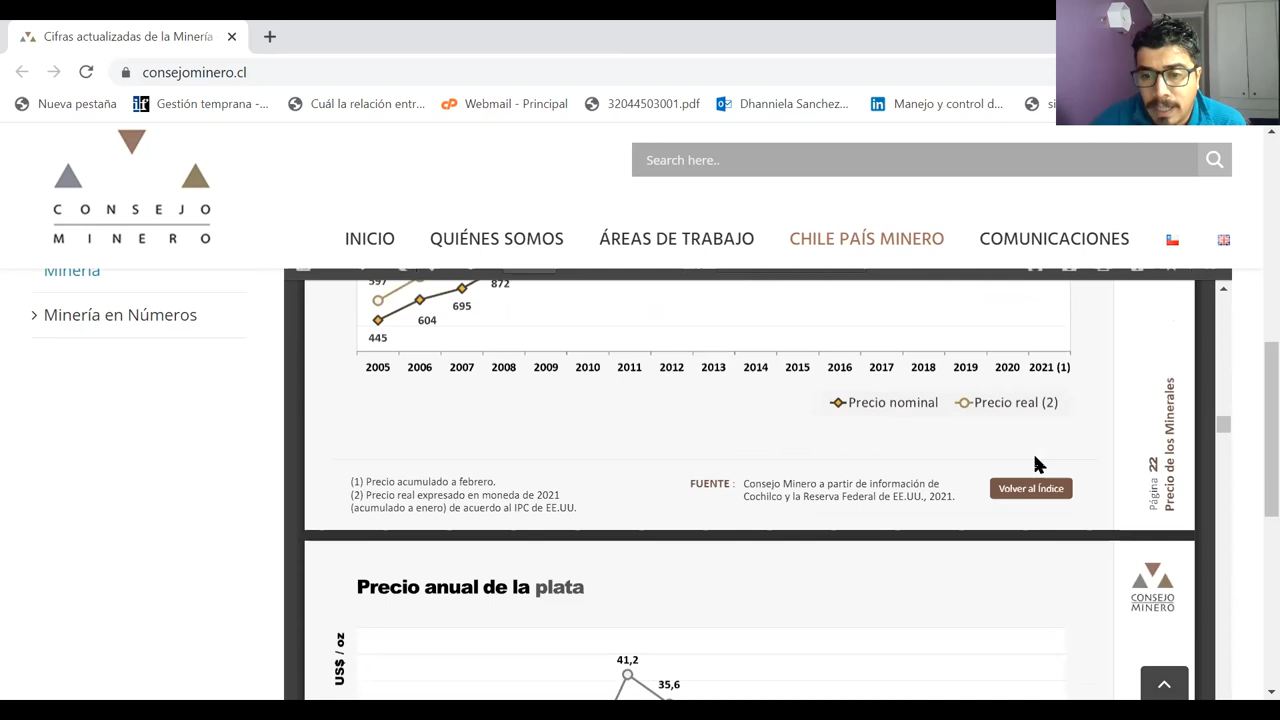 Cifras actualizadas de la Minería
consejominero.cl
Nueva pestaña
Gestión temprana -...
Cuál la relación entr...
Webmail - Principal
32044503001.pdf
Dhanniela Sanchez...
Manejo y control d...
si
CONSEJO
MINERO
Search here..
INICIO
QUIÉNES SOMOS
ÁREAS DE TRABAJO
CHILE PAÍS MINERO
COMUNICACIONES
Minería
Minería en Números
597
872
695
604
445
2005 2006 2007 2008 2009 2010 2011 2012 2013 2014 2015 2016 2017 2018 2019 2020 2021 (1)
Precio nominal
Precio real (2)
(1) Precio acumulado a febrero.
(2) Precio real expresado en moneda de 2021
(acumulado a enero) de acuerdo al IPC de EE.UU.
FUENTE : Consejo Minero a partir de información de
Cochilco y la Reserva Federal de EE.UU., 2021.
Volver al Índice
Página 22
Precio de los Minerales
Precio anual de la plata
CONSEJO
MINERO
US$ / oz
41,2
35,6